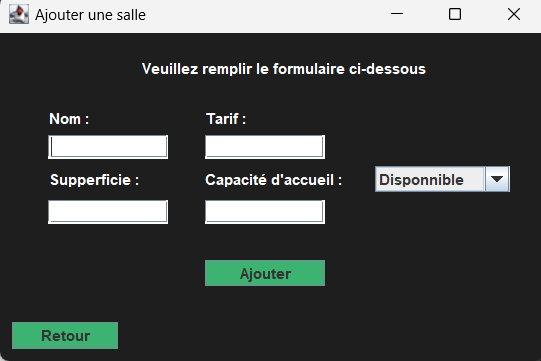 Ajouter une salle
Veuillez remplir le formulaire ci-dessous
Nom :
Tarif :
Supperficie :
Capacité d'accueil :
Disponnible
Ajouter
Retour